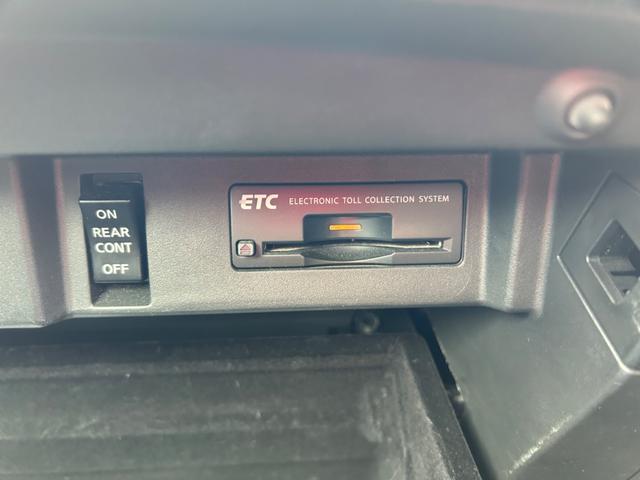 ON
REAR
CONT
OFF
ETC ELECTRONIC TOLL COLLECTION SYSTEM